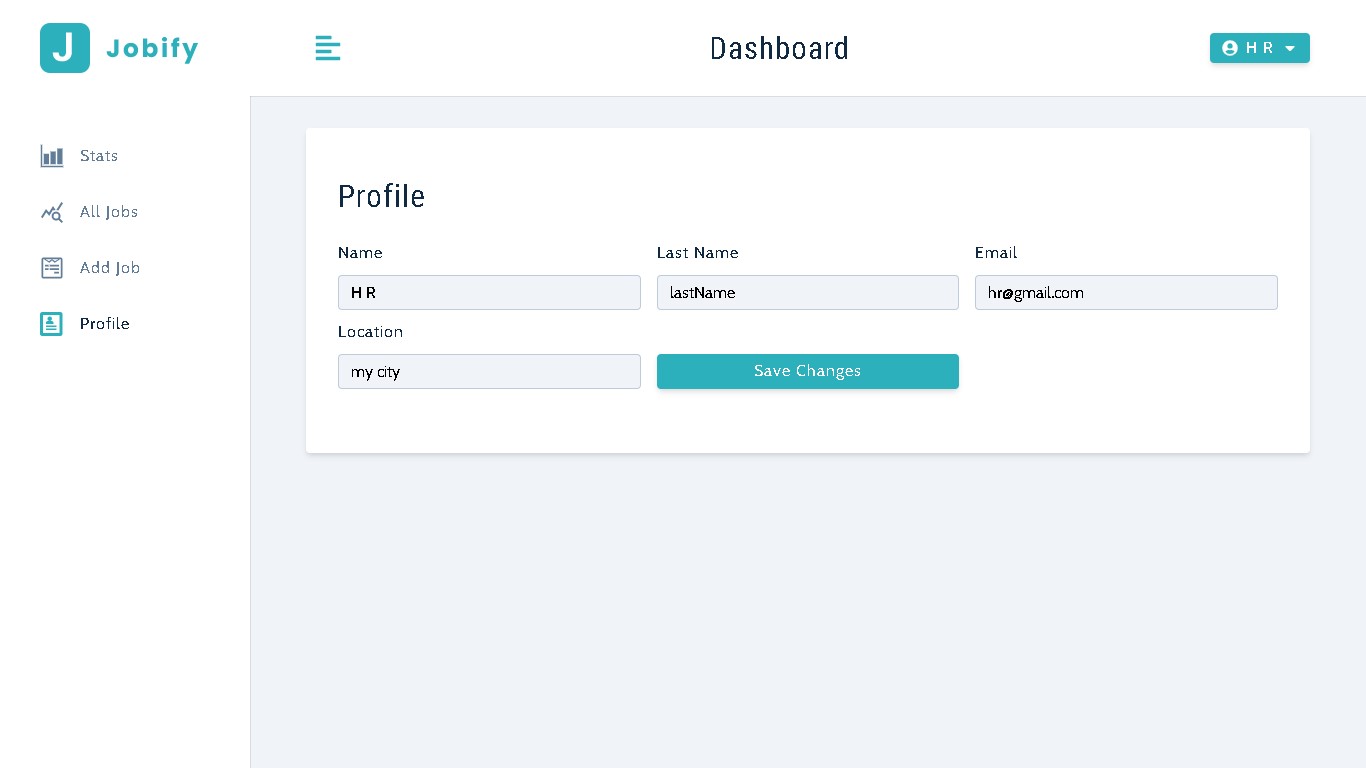 J Jobify
Dashboard
H R
Stats
All Jobs
Add Job
Profile
Profile
Name
Last Name
Email
H R
lastName
hr@gmail.com
Location
my city
Save Changes